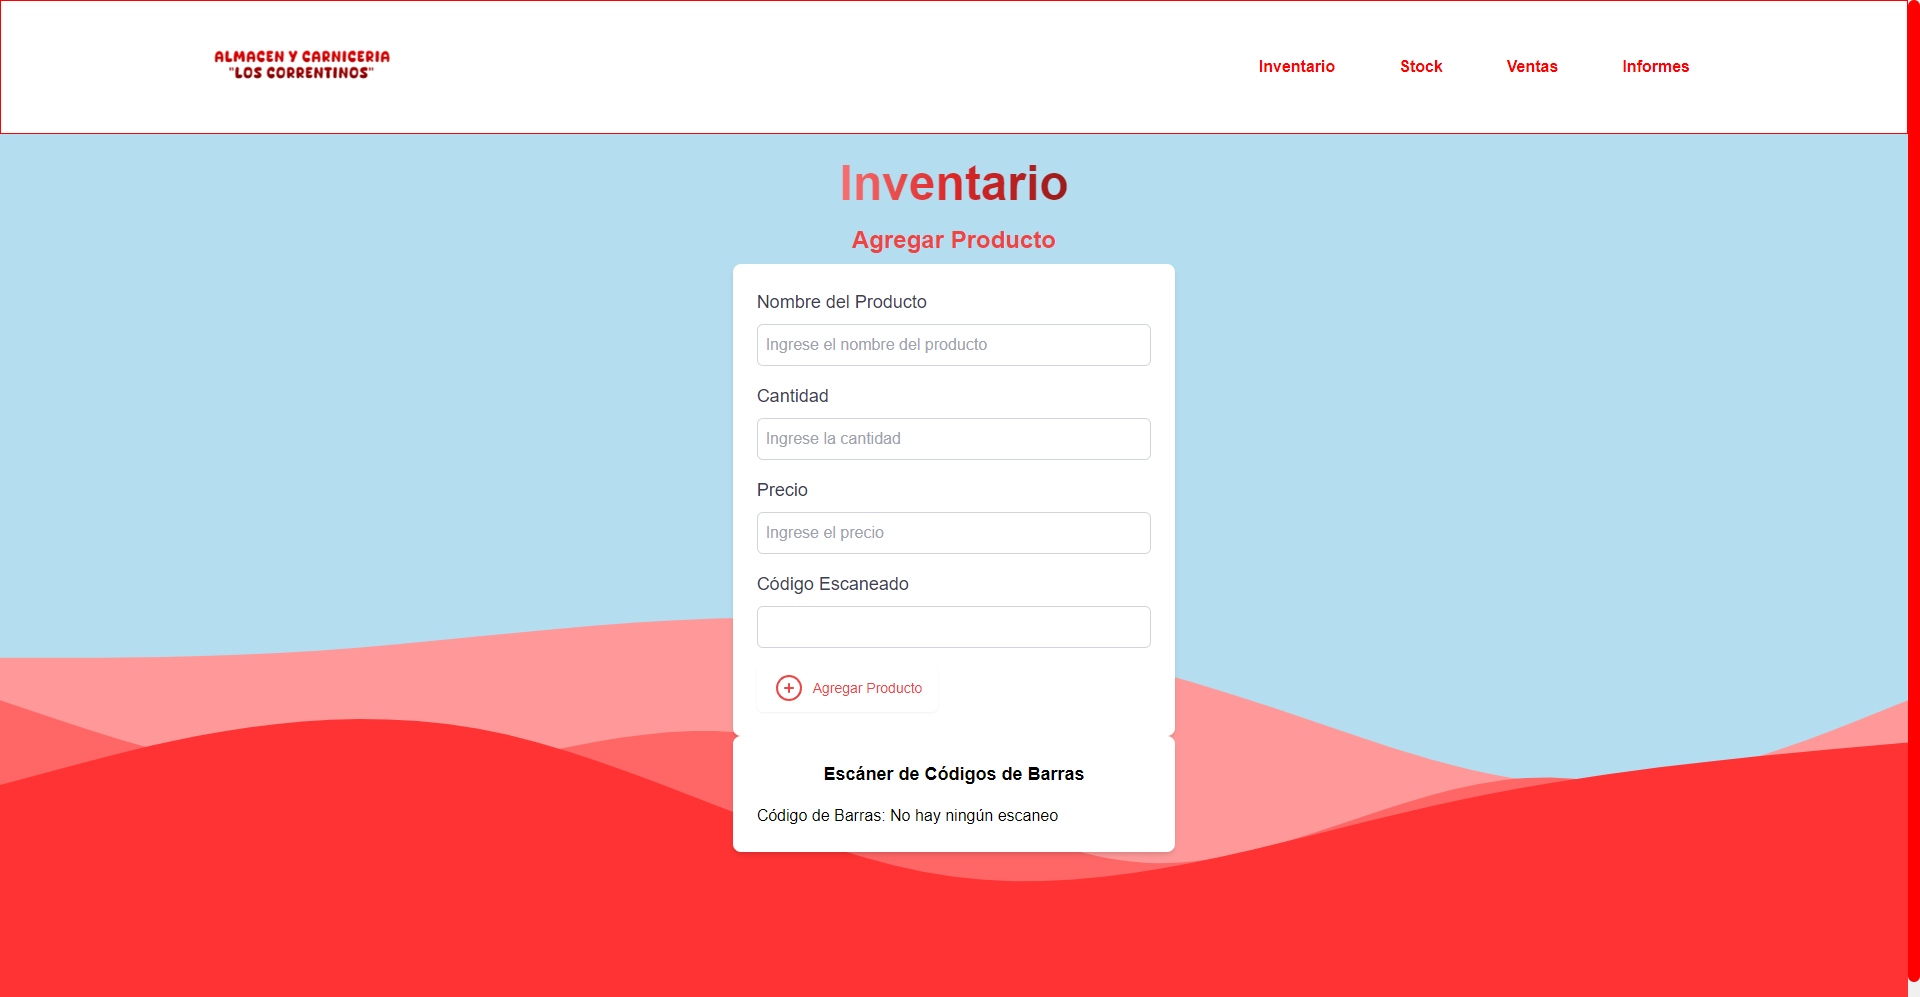 ALMACEN Y CARNICERIA
"LOS CORRENTINOS"
Inventario
Stock
Ventas
Informes
Inventario
Agregar Producto
Nombre del Producto
Ingrese el nombre del producto
Cantidad
Ingrese la cantidad
Precio
Ingrese el precio
Código Escaneado
Agregar Producto
Escáner de Códigos de Barras
Código de Barras: No hay ningún escaneo